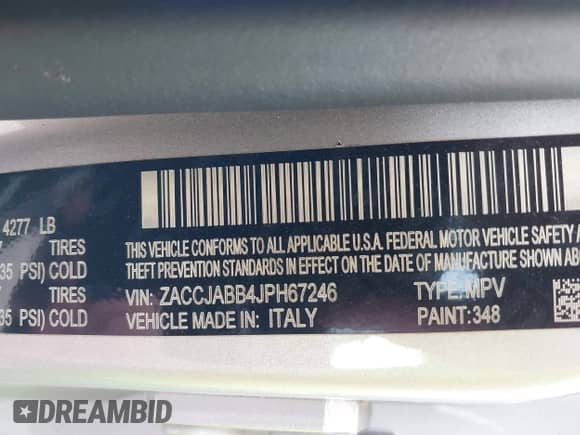 4277 LB
TIRES
35 PSI) COLD
TIRES
35 PSI) COLD
THIS VEHICLE CONFORMS TO ALL APPLICABLE U.S.A. FEDERAL MOTOR VEHICLE SAFETY
THEFT PREVENTION STANDARDS IN EFFECT ON THE DATE OF MANUFACTURE SHOWN ABOVE
VIN: ZACCJABB4JPH67246 TYPE:MPV
VEHICLE MADE IN: ITALY PAINT:348
DREAMBID